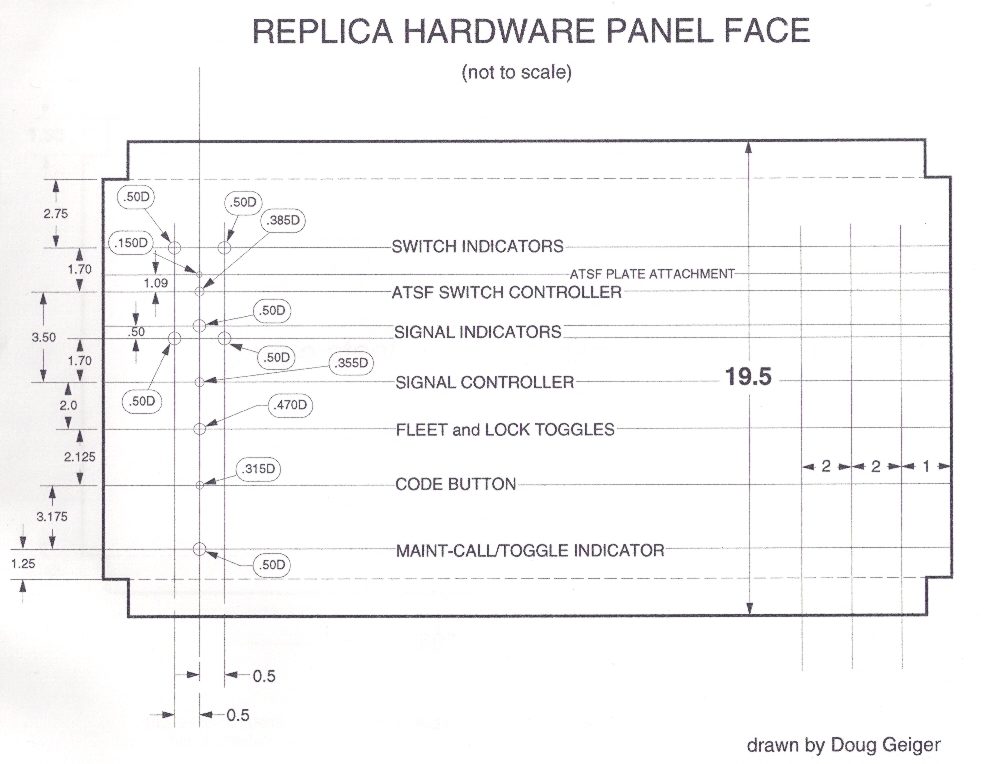 REPLICA HARDWARE PANEL FACE
(not to scale)
.50D
.50D
.385D
2.75
.150D
SWITCH INDICATORS
1.70
1.09
ATSF PLATE ATTACHMENT
ATSF SWITCH CONTROLLER
.50D
.50
SIGNAL INDICATORS
3.50
1.70
.50D
.355D
SIGNAL CONTROLLER
19.5
.50D
2.0
.470D
FLEET and LOCK TOGGLES
2.125
.315D
2
2
1
CODE BUTTON
3.175
MAINT-CALL/TOGGLE INDICATOR
1.25
.50D
0.5
0.5
drawn by Doug Geiger